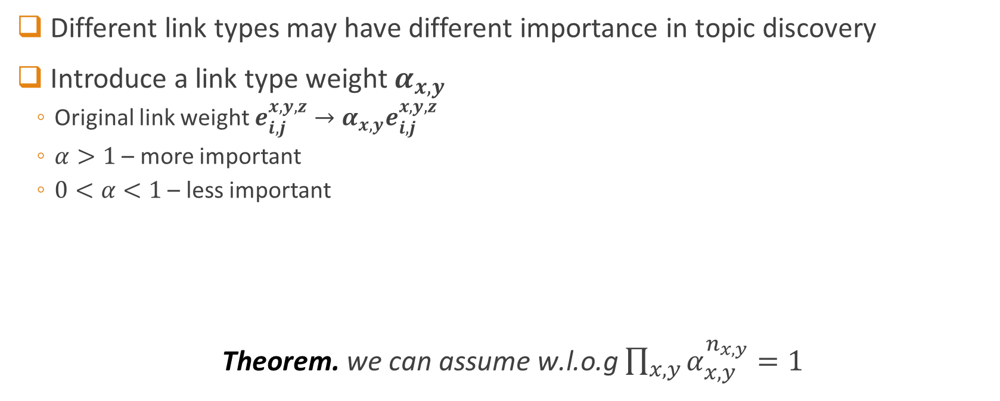 ❑ Different link types may have different importance in topic discovery
❑ Introduce a link type weight $\boldsymbol{\alpha_{x,y}}$
◦ Original link weight $\boldsymbol{e_{i,j}^{x,y,z}} \rightarrow \boldsymbol{\alpha_{x,y} e_{i,j}^{x,y,z}}$
◦ $\alpha > 1$ – more important
◦ $0 < \alpha < 1$ – less important
Theorem. we can assume w.l.o.g $\prod_{x,y} \alpha_{x,y}^{n_{x,y}} = 1$